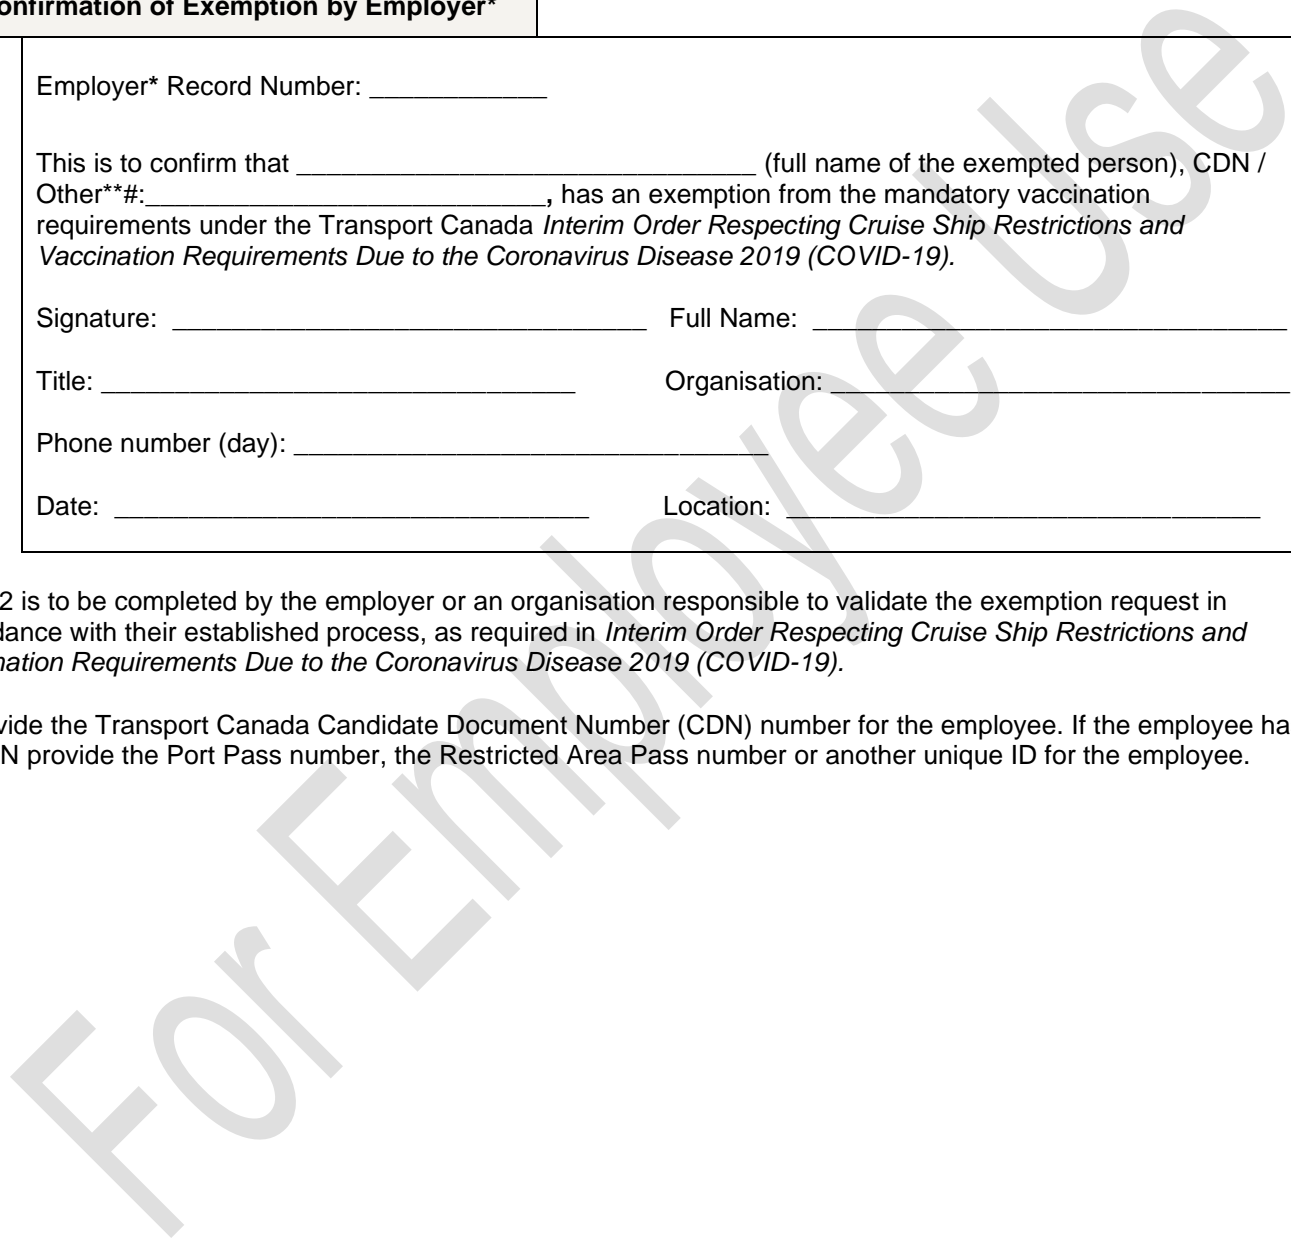 onfirmation of Exemption by Employer*
Employer* Record Number: ____________
This is to confirm that _______________________________ (full name of the exempted person), CDN /
Other**#:___________________________, has an exemption from the mandatory vaccination
requirements under the Transport Canada Interim Order Respecting Cruise Ship Restrictions and
Vaccination Requirements Due to the Coronavirus Disease 2019 (COVID-19).
Signature: ________________________________ Full Name: ________________________________
Title: ________________________________ Organisation: _______________________________
Phone number (day): ________________________________
Date: ________________________________ Location: ________________________________
2 is to be completed by the employer or an organisation responsible to validate the exemption request in
dance with their established process, as required in Interim Order Respecting Cruise Ship Restrictions and
nation Requirements Due to the Coronavirus Disease 2019 (COVID-19).
vide the Transport Canada Candidate Document Number (CDN) number for the employee. If the employee ha
N provide the Port Pass number, the Restricted Area Pass number or another unique ID for the employee.
For Employee Use